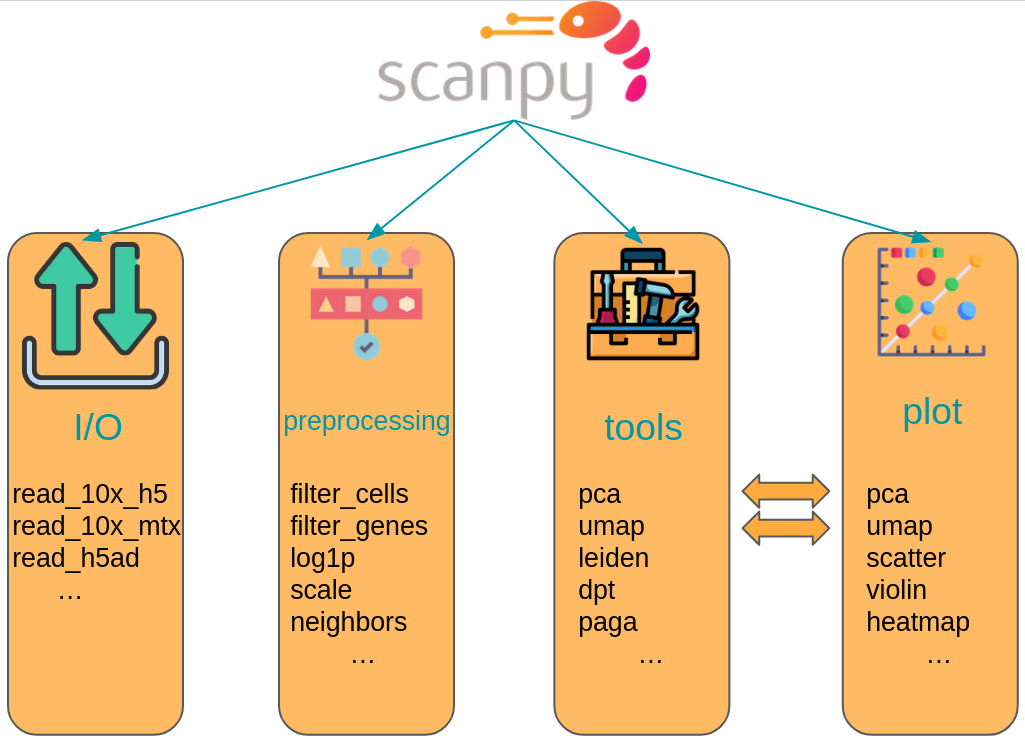 scanpy
I/O
read_10x_h5
read_10x_mtx
read_h5ad
…
preprocessing
filter_cells
filter_genes
log1p
scale
neighbors
…
tools
pca
umap
leiden
dpt
paga
…
plot
pca
umap
scatter
violin
heatmap
…